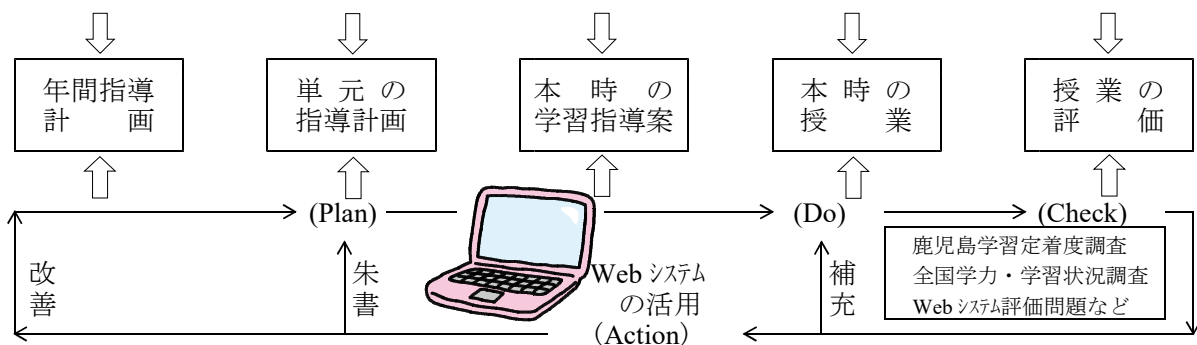 年間指導
計画
単元の
指導計画
本時の
学習指導案
本時の
授業
授業の
評価
(Plan)
(Do)
(Check)
改善
朱書
Webシステム
の活用
(Action)
補充
鹿児島学習定着度調査
全国学力・学習状況調査
Webシステム評価問題など